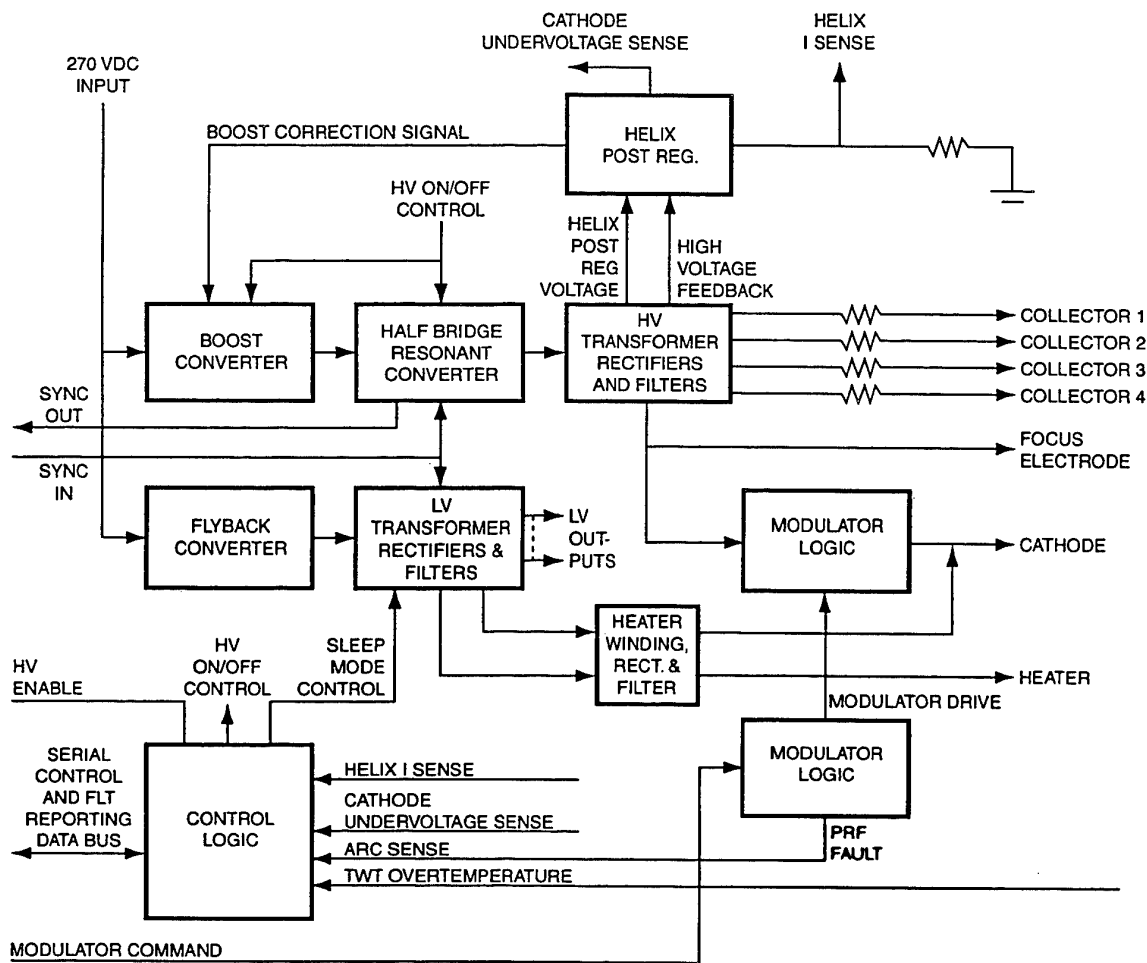 CATHODE
UNDERVOLTAGE SENSE
HELIX
I SENSE
270 VDC
INPUT
BOOST CORRECTION SIGNAL
HELIX
POST REG.
HV ON/OFF
CONTROL
HELIX
POST
REG
VOLTAGE
HIGH
VOLTAGE
FEEDBACK
BOOST
CONVERTER
HALF BRIDGE
RESONANT
CONVERTER
HV
TRANSFORMER
RECTIFIERS
AND FILTERS
COLLECTOR 1
COLLECTOR 2
COLLECTOR 3
COLLECTOR 4
SYNC
OUT
SYNC
IN
FOCUS
ELECTRODE
FLYBACK
CONVERTER
LV
TRANSFORMER
RECTIFIERS &
FILTERS
LV
OUT-
PUTS
MODULATOR
LOGIC
CATHODE
HEATER
WINDING,
RECT. &
FILTER
HEATER
HV
ENABLE
HV
ON/OFF
CONTROL
SLEEP
MODE
CONTROL
MODULATOR DRIVE
MODULATOR
LOGIC
SERIAL
CONTROL
AND FLT
REPORTING
DATA BUS
CONTROL
LOGIC
HELIX I SENSE
CATHODE
UNDERVOLTAGE SENSE
ARC SENSE
TWT OVERTEMPERATURE
PRF
FAULT
MODULATOR COMMAND